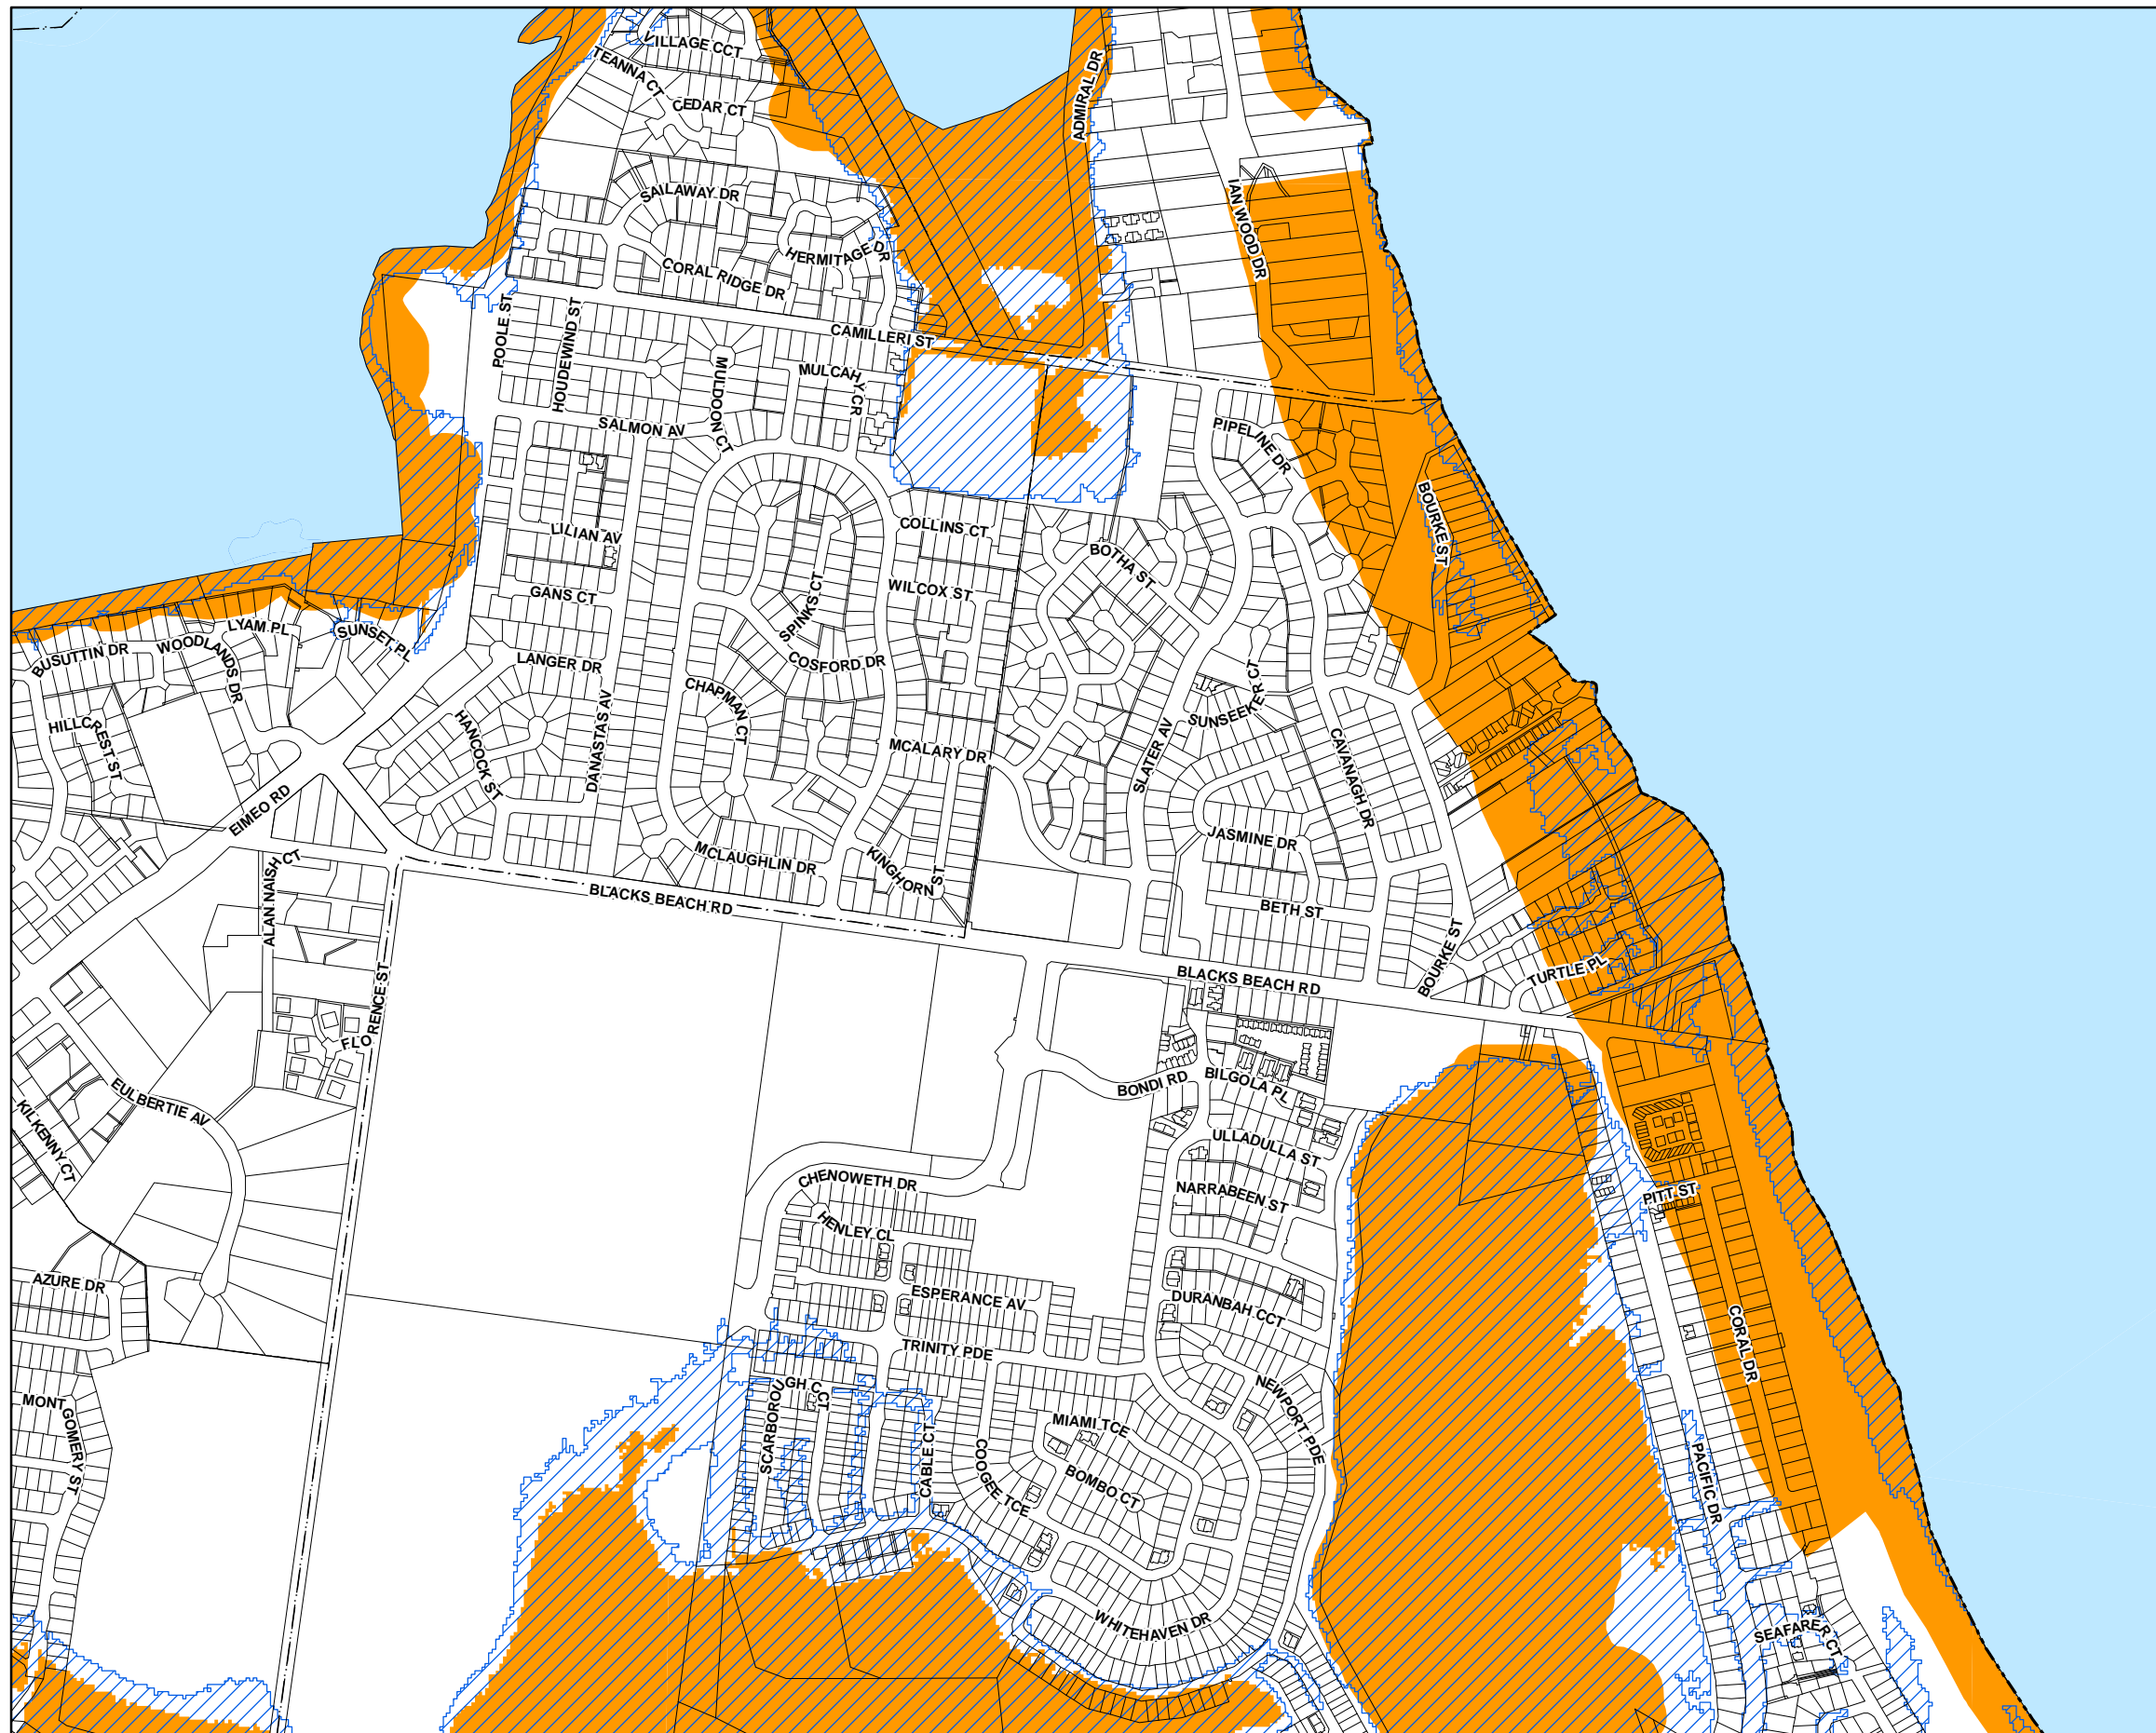 VILLAGE CCT
TEANNA CT
CEDAR CT
ADMIRAL DR
SAILAWAY DR
IAN WOOD DR
HERMITAGE DR
CORAL RIDGE DR
POOLE ST
HOUDEWIND ST
CAMILLERI ST
MULDOON CT
MULCAHY CR
SALMON AV
PIPELINE DR
BOURKE ST
COLLINS CT
LILIAN AV
BOTHA ST
GANS CT
WILCOX ST
SPINKS CT
LYAM PL
SUNSET PL
BUSUTTIN DR
WOODLANDS DR
LANGER DR
COSFORD DR
CHAPMAN CT
SUNSEEKER CT
HILLCREST ST
HANCOCK ST
DANASTAS AV
MCALARY DR
SLATER AV
CAVANAGH DR
EIMEO RD
JASMINE DR
MCLAUGHLIN DR
KINGHORN ST
ALAN NAISH CT
BLACKS BEACH RD
BETH ST
BOURKE ST
TURTLE PL
BLACKS BEACH RD
FLORENCE ST
BONDI RD
BILGOLA PL
EULBERTIE AV
KILKENNY CT
ULLADULLA ST
CHENOWETH DR
NARRABEEN ST
PITT ST
HENLEY CL
AZURE DR
ESPERANCE AV
DURANBAH CCT
CORAL DR
TRINITY PDE
MONTGOMERY ST
SCARBOROUGH CCT
NEWPORT PDE
MIAMI TCE
CABLE CT
COOGEE TCE
BOMBO CT
PACIFIC DR
WHITEHAVEN DR
SEAFARER CT